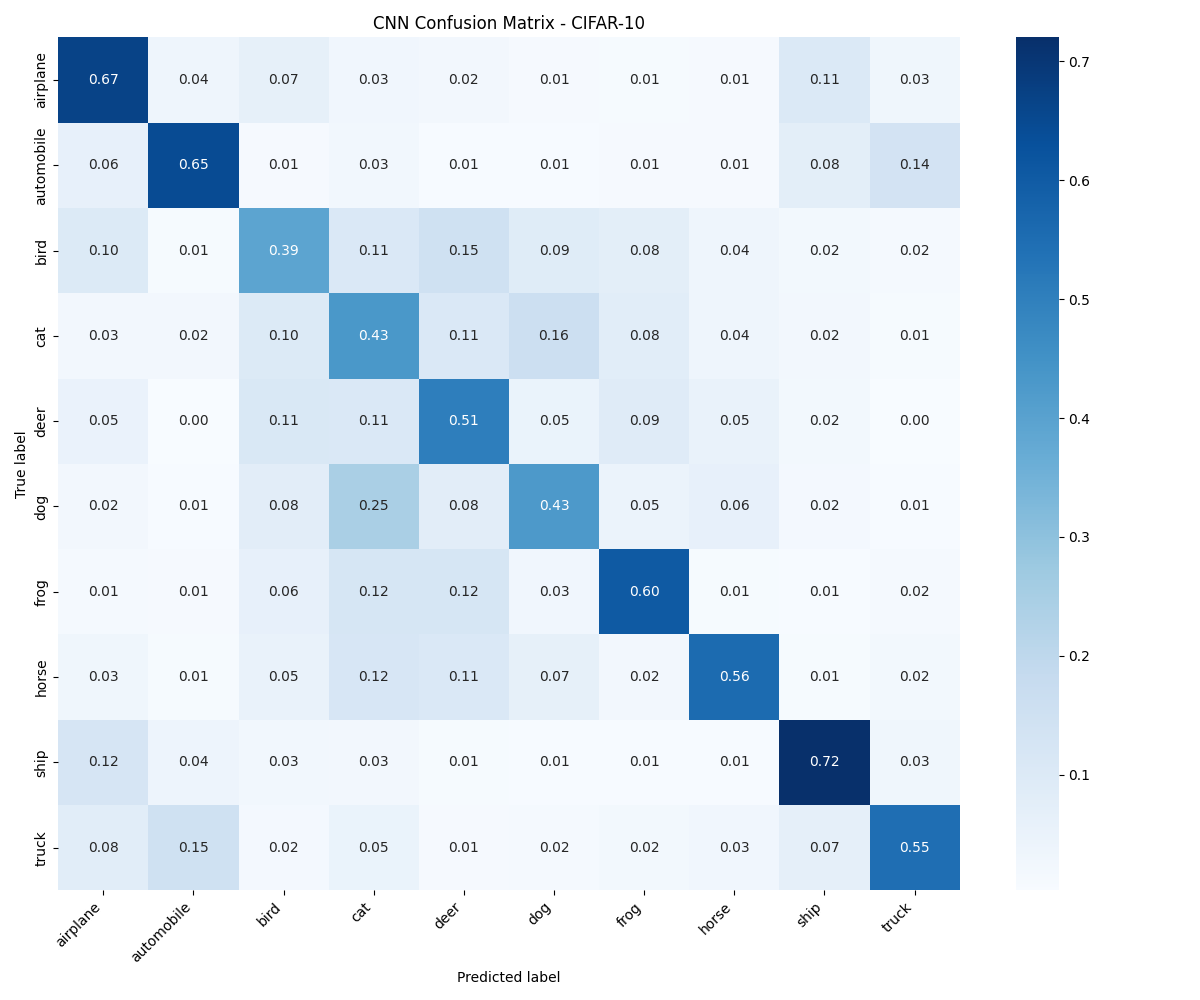 CNN Confusion Matrix - CIFAR-10
airplane 0.67 0.04 0.07 0.03 0.02 0.01 0.01 0.01 0.11 0.03
automobile 0.06 0.65 0.01 0.03 0.01 0.01 0.01 0.01 0.08 0.14
bird 0.10 0.01 0.39 0.11 0.15 0.09 0.08 0.04 0.02 0.02
cat 0.03 0.02 0.10 0.43 0.11 0.16 0.08 0.04 0.02 0.01
deer 0.05 0.00 0.11 0.11 0.51 0.05 0.09 0.05 0.02 0.00
dog 0.02 0.01 0.08 0.25 0.08 0.43 0.05 0.06 0.02 0.01
frog 0.01 0.01 0.06 0.12 0.12 0.03 0.60 0.01 0.01 0.02
horse 0.03 0.01 0.05 0.12 0.11 0.07 0.02 0.56 0.01 0.02
ship 0.12 0.04 0.03 0.03 0.01 0.01 0.01 0.01 0.72 0.03
truck 0.08 0.15 0.02 0.05 0.01 0.02 0.02 0.03 0.07 0.55
airplane automobile bird cat deer dog frog horse ship truck
Predicted label
True label
0.7
0.6
0.5
0.4
0.3
0.2
0.1